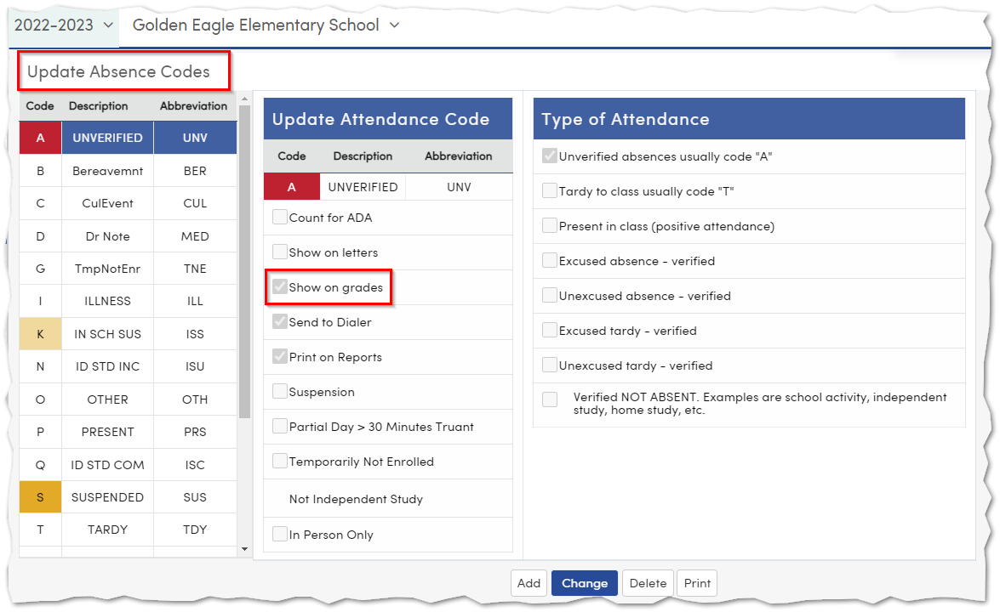 2022-2023 Golden Eagle Elementary School
Update Absence Codes
Code Description Abbreviation
A UNVERIFIED UNV
B Bereavemnt BER
C CulEvent CUL
D Dr Note MED
G TmpNotEnr TNE
I ILLNESS ILL
K IN SCH SUS ISS
N ID STD INC ISU
O OTHER OTH
P PRESENT PRS
Q ID STD COM ISC
S SUSPENDED SUS
T TARDY TDY
Update Attendance Code
Code Description Abbreviation
A UNVERIFIED UNV
Count for ADA
Show on letters
Show on grades
Send to Dialer
Print on Reports
Suspension
Partial Day > 30 Minutes Truant
Temporarily Not Enrolled
Not Independent Study
In Person Only
Type of Attendance
Unverified absences usually code "A"
Tardy to class usually code "T"
Present in class (positive attendance)
Excused absence - verified
Unexcused absence - verified
Excused tardy - verified
Unexcused tardy - verified
Verified NOT ABSENT. Examples are school activity, independent
study, home study, etc.
Add Change Delete Print